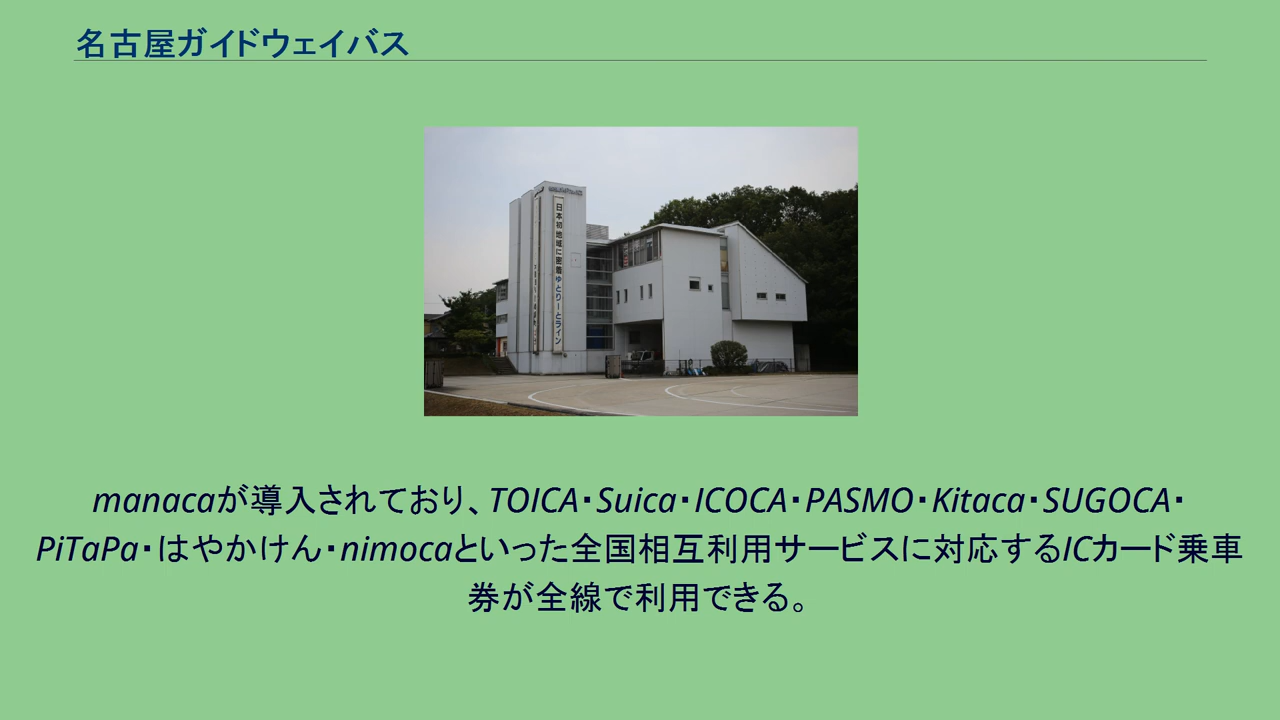 名古屋ガイドウェイバス
日本初地域に密着ゆとりーとライン
manacaが導入されており、TOICA・Suica・ICOCA・PASMO・Kitaca・SUGOCA・
PiTaPa・はやかけん・nimocaといった全国相互利用サービスに対応するICカード乗車
券が全線で利用できる。